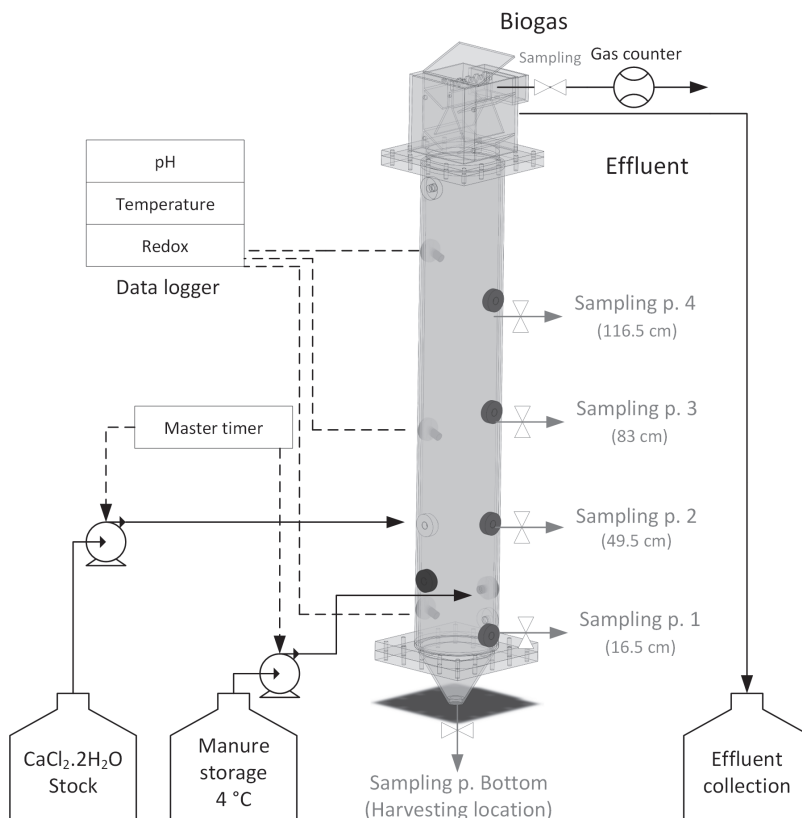 Biogas
Sampling
Gas counter
Effluent
pH
Temperature
Redox
Data logger
Sampling p. 4
(116.5 cm)
Master timer
Sampling p. 3
(83 cm)
Sampling p. 2
(49.5 cm)
Sampling p. 1
(16.5 cm)
CaCl₂.2H₂O
Stock
Manure
storage
4 °C
Sampling p. Bottom
(Harvesting location)
Effluent
collection